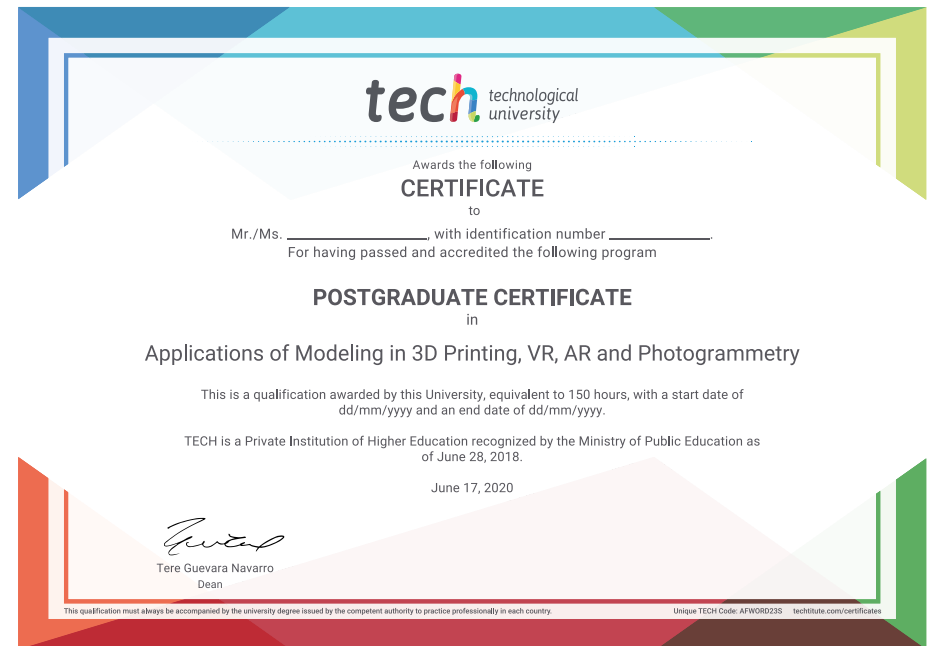 tech technological
university
Awards the following
CERTIFICATE
to
Mr./Ms. ____________________, with identification number ______________.
For having passed and accredited the following program
POSTGRADUATE CERTIFICATE
in
Applications of Modeling in 3D Printing, VR, AR and Photogrammetry
This is a qualification awarded by this University, equivalent to 150 hours, with a start date of
dd/mm/yyyy and an end date of dd/mm/yyyy.
TECH is a Private Institution of Higher Education recognized by the Ministry of Public Education as
of June 28, 2018.
June 17, 2020
Tere Guevara Navarro
Dean
This qualification must always be accompanied by the university degree issued by the competent authority to practice professionally in each country.
Unique TECH Code: AFWORD23S techtitute.com/certificates